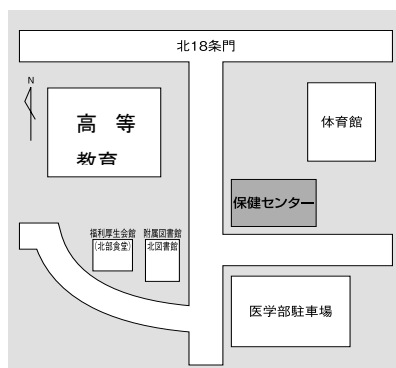 北18条門
N
高 等
教育
体育館
保健センター
福利厚生会館
(北部食堂)
附属図書館
北図書館
医学部駐車場